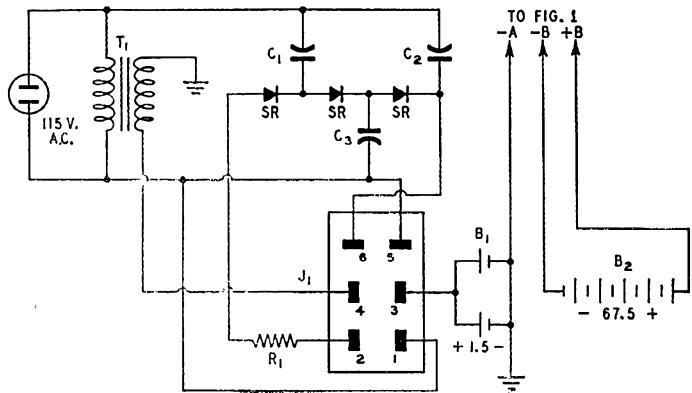 TO FIG. 1
-A -B +B
T1
C1
C2
115 V.
A.C.
SR
SR
SR
C3
6
5
B1
B2
J1
4
3
- 67.5 +
R1
2
1
+ 1.5 -